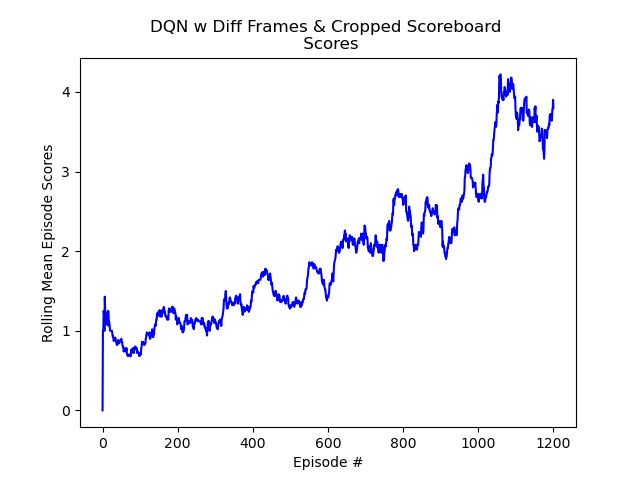 DQN w Diff Frames & Cropped Scoreboard
Scores
Rolling Mean Episode Scores
4
3
2
1
0
0 200 400 600 800 1000 1200
Episode #